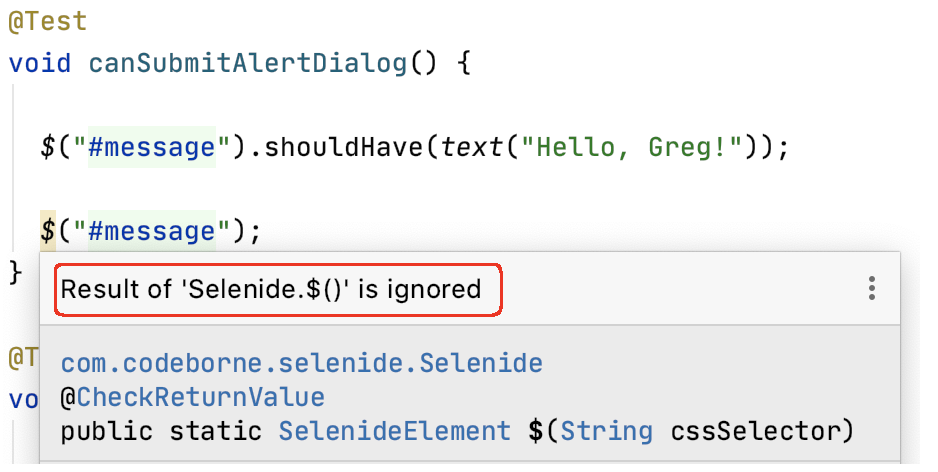 @Test
void canSubmitAlertDialog() {
$("#message").shouldHave(text("Hello, Greg!"));
$("#message");
}
Result of 'Selenide.$()' is ignored
@T
vo
com.codeborne.selenide.Selenide
@CheckReturnValue
public static SelenideElement $(String cssSelector)